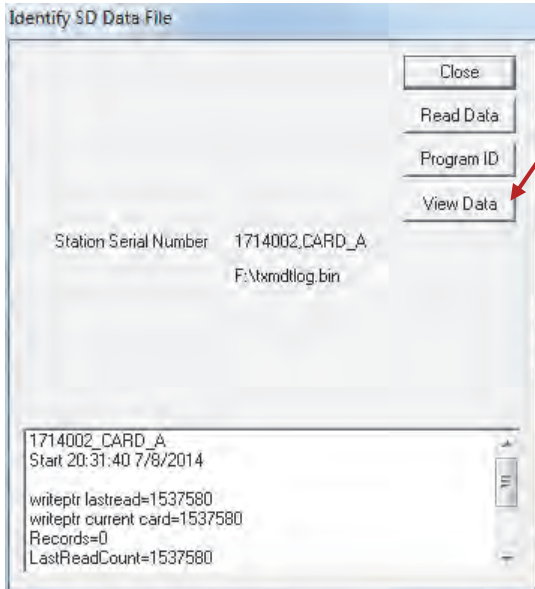 Identify SD Data File
Close
Read Data
Program ID
View Data
Station Serial Number 1714002,CARD_A
F:\txmdtlog.bin
1714002_CARD_A
Start 20:31:40 7/8/2014
writeptr lastread=1537580
writeptr current card=1537580
Records=0
LastReadCount=1537580